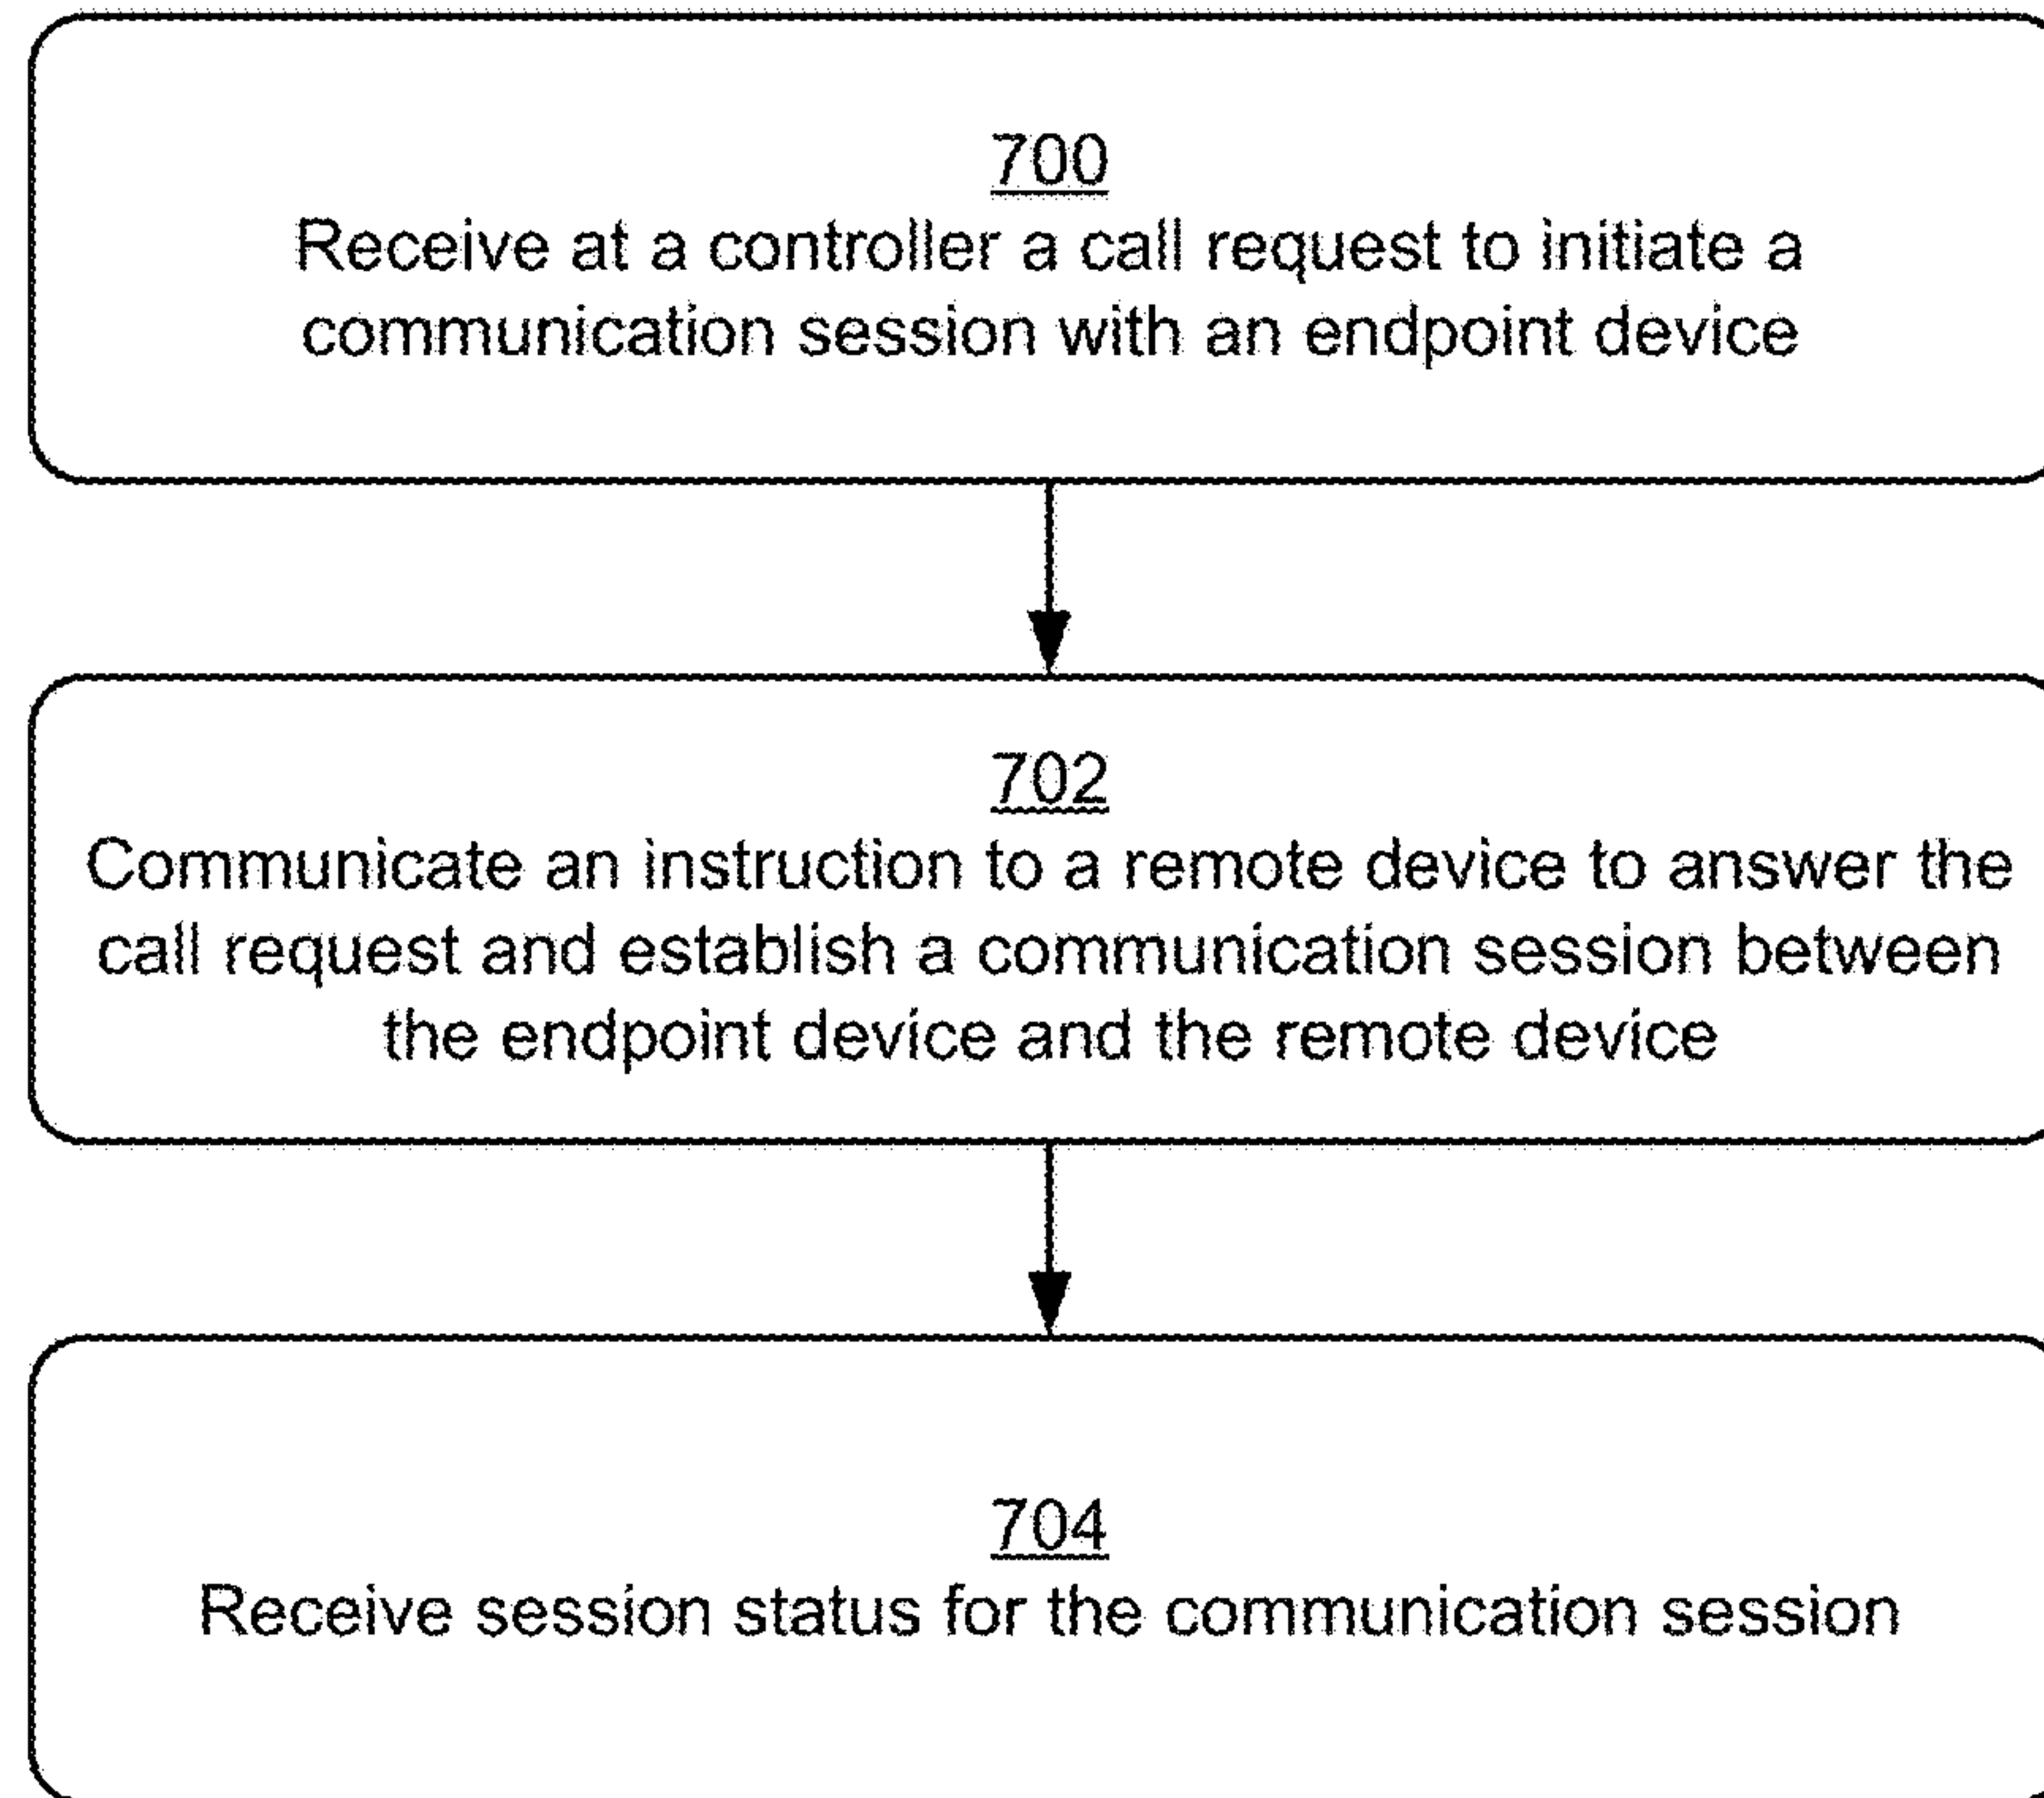 700
Receive at a controller a call request to initiate a
communication session with an endpoint device
702
Communicate an instruction to a remote device to answer the
call request and establish a communication session between
the endpoint device and the remote device
704
Receive session status for the communication session